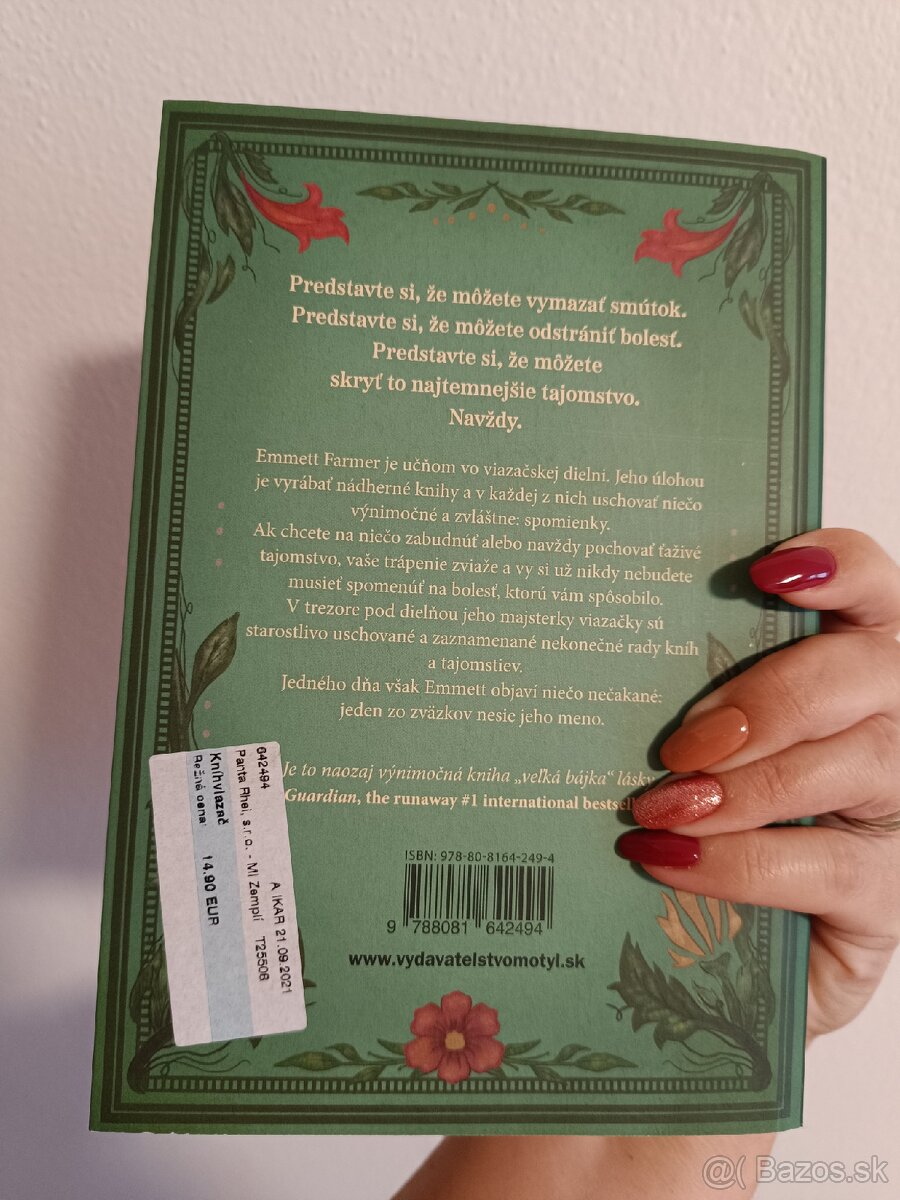 Predstavte si, že môžete vymazať smútok.
Predstavte si, že môžete odstrániť bolesť.
Predstavte si, že môžete
skryť to najtemnejšie tajomstvo.
Navždy.
Emmett Farmer je učňom vo viazačskej dielni. Jeho úlohou
je vyrábať nádherné knihy a v každej z nich uschovať niečo
výnimočné a zvláštne: spomienky.
Ak chcete na niečo zabudnúť alebo navždy pochovať ťaživé
tajomstvo, vaše trápenie zviaže a vy si už nikdy nebudete
musieť spomenúť na bolesť, ktorú vám spôsobilo.
V trezore pod dielňou jeho majsterky viazačky sú
starostlivo uschované a zaznamenané nekonečné rady kníh
a tajomstiev.
Jedného dňa však Emmett objaví niečo nečakané:
jeden zo zväzkov nesie jeho meno.
Je to naozaj výnimočná kniha „veľká bájka“ lásky
Guardian, the runaway #1 international
ISBN: 978-80-8164-249-4
9 788081 642494
www.vydavatelstvomotyl.sk
642494 A IKAR 21.09.2021
Panta Rhei, s.r.o. - MI Zemplí T25508
Kníhviazač
Bežná cena: 14.90 EUR
@( Bazos.sk